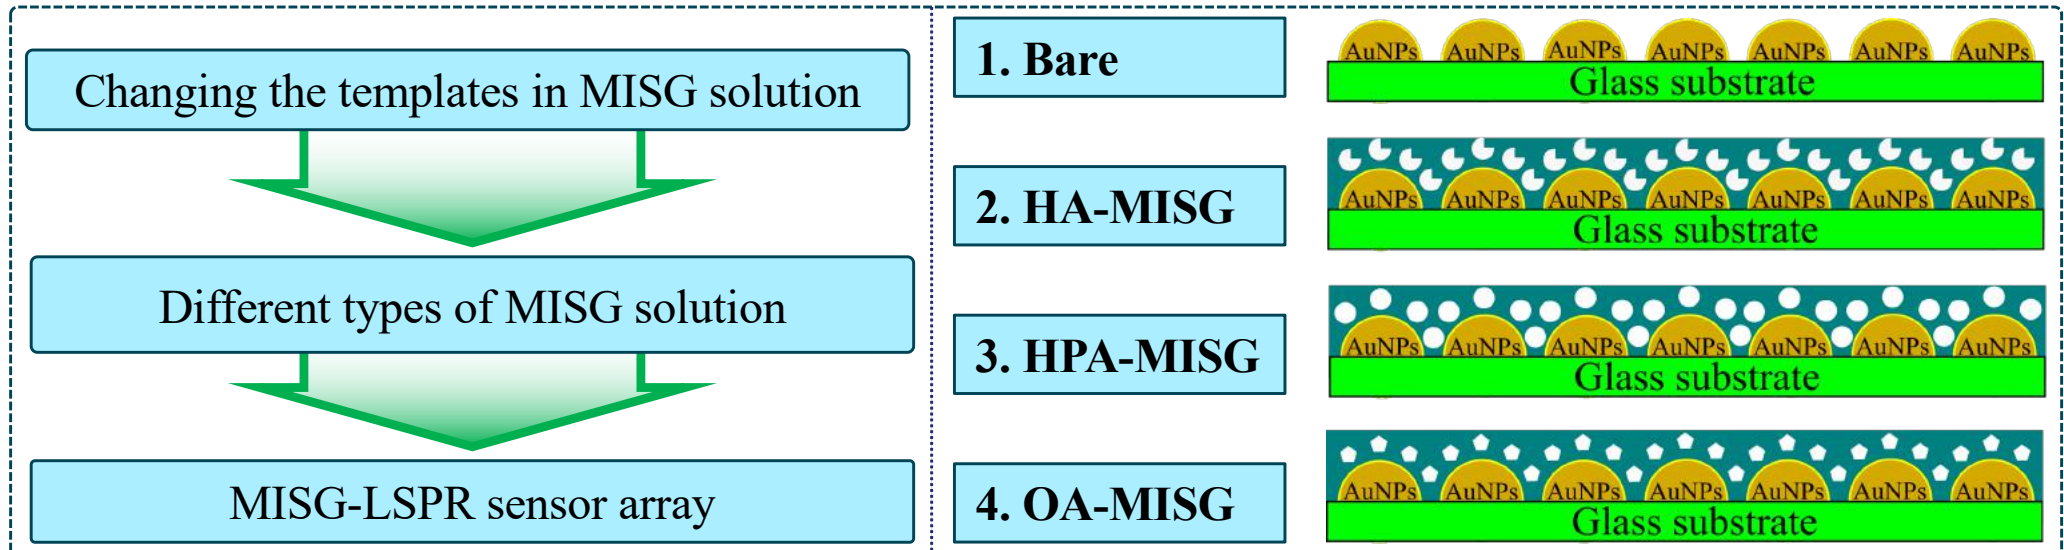 Changing the templates in MISG solution
Different types of MISG solution
MISG-LSPR sensor array
1. Bare
AuNPs AuNPs AuNPs AuNPs AuNPs AuNPs AuNPs
Glass substrate
2. HA-MISG
AuNPs AuNPs AuNPs AuNPs AuNPs AuNPs AuNPs
Glass substrate
3. HPA-MISG
AuNPs AuNPs AuNPs AuNPs AuNPs AuNPs AuNPs
Glass substrate
4. OA-MISG
AuNPs AuNPs AuNPs AuNPs AuNPs AuNPs AuNPs
Glass substrate